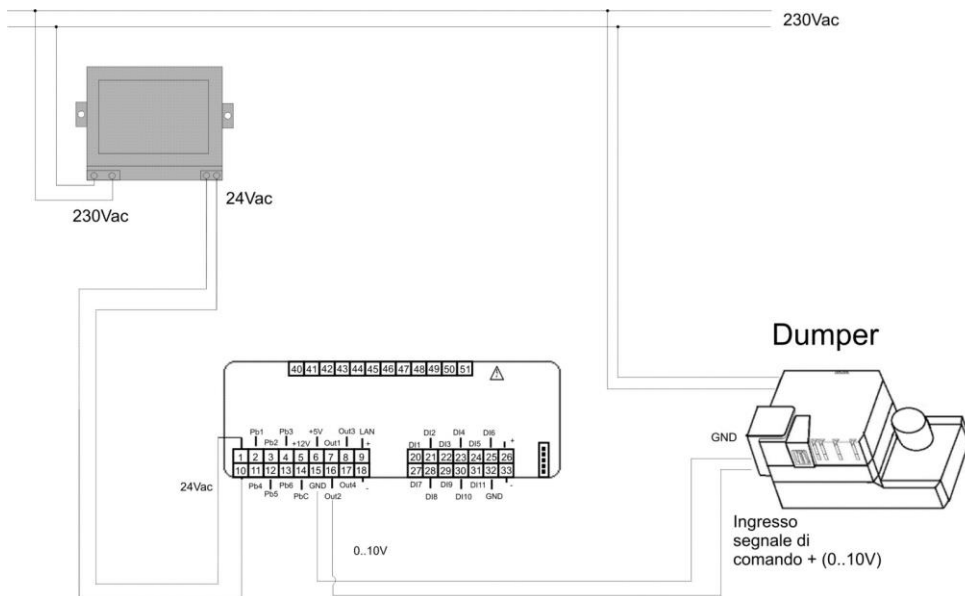 230Vac
24Vac
230Vac
Dumper
40 41 42 43 44 45 46 47 48 49 50 51
Pb1 Pb3 +5V Out3 LAN
Pb2 +12V Out1 +
DI2 DI4 DI6
DI1 DI3 DI5 +
1 2 3 4 5 6 7 8 9
20 21 22 23 24 25 26
10 11 12 13 14 15 16 17 18
27 28 29 30 31 32 33
24Vac
Pb4 Pb6 GND Out4 -
Pb5 PbC Out2
DI7 DI9 DI11 -
DI8 DI10 GND
GND
0..10V
Ingresso
segnale di
comando + (0..10V)